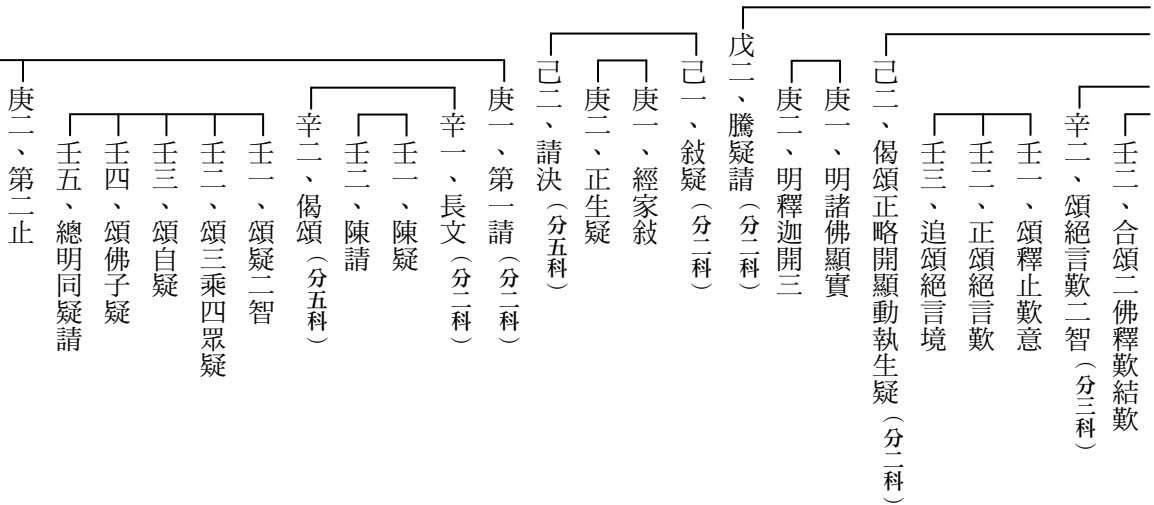 壬二、合頌二佛釋歎結歎
辛二、頌絕言歎二智（分三科）
壬一、頌釋止歎意
壬二、正頌絕言歎
壬三、追頌絕言境
己二、偈頌正略開顯動執生疑（分二科）
庚一、明諸佛顯實
庚二、明釋迦開三
戊二、騰疑請（分二科）
己一、敍疑（分二科）
庚一、經家敍
庚二、正生疑
己二、請決（分五科）
庚一、第一請（分二科）
辛一、長文（分二科）
壬一、陳疑
壬二、陳請
辛二、偈頌（分五科）
壬一、頌疑二智
壬二、頌三乘四眾疑
壬三、頌自疑
壬四、頌佛子疑
壬五、總明同疑請
庚二、第二止